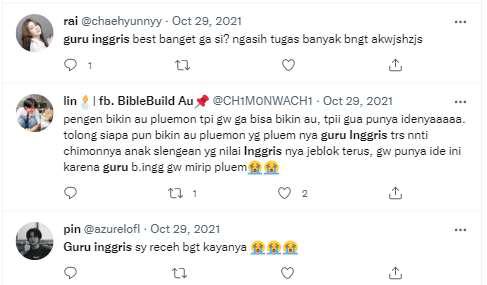 rai @chaehyunnyy · Oct 29, 2021
guru inggris best banget ga si? ngasih tugas banyak bngt akwjshzjs
1
lin🕯️| fb. BibleBuild Au📌 @CH1M0NWACH1 · Oct 29, 2021
pengen bikin au pluemon tpi gw ga bisa bikin au, tpii gua punya idenyaaaaa.
tolong siapa pun bikin au pluemon yg pluem nya guru Inggris trs nnti
chimonnya anak slengean yg nilai Inggris nya jeblok terus, gw punya ide ini
karena guru b.ingg gw mirip pluem😭😭
1 2
pin @azurelofl · Oct 29, 2021
Guru inggris sy receh bgt kayanya 😭😭😭